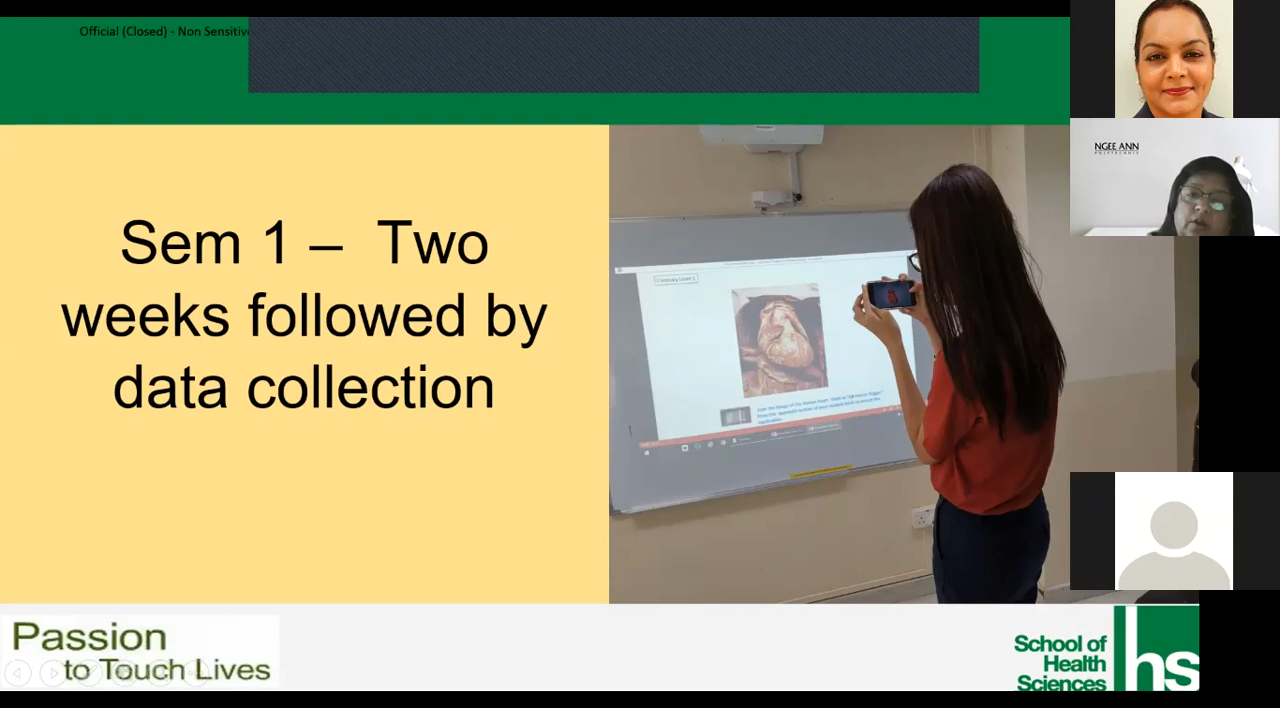 Official (Closed) - Non Sensitive
NGEE ANN
POLYTECHNIC
Sem 1 – Two
weeks followed by
data collection
Passion
to Touch Lives
School of
Health
Sciences
hs